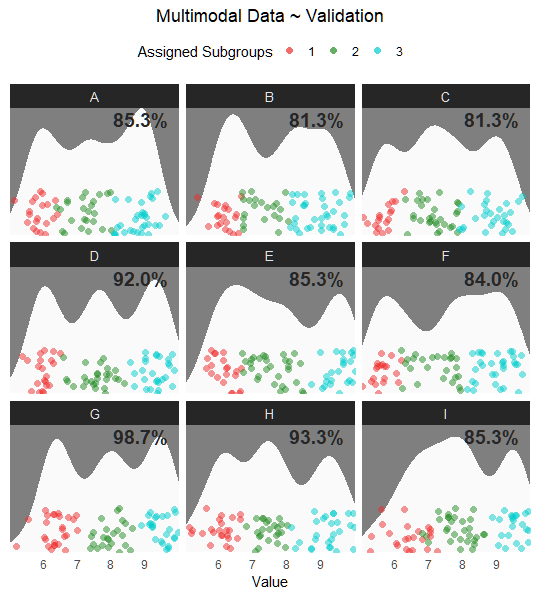 Multimodal Data ~ Validation
Assigned Subgroups 1 2 3
A B C
85.3% 81.3% 81.3%
D E F
92.0% 85.3% 84.0%
G H I
98.7% 93.3% 85.3%
6 7 8 9 6 7 8 9 6 7 8 9
Value